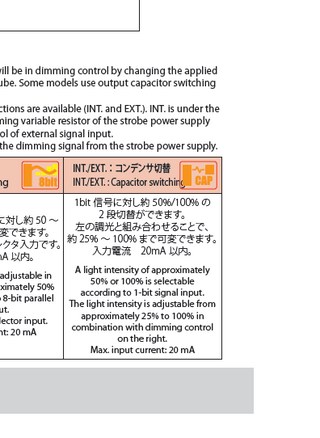 will be in dimming control by changing the applied
ube. Some models use output capacitor switching
ctions are available (INT. and EXT.). INT. is under the
ming variable resistor of the strobe power supply
ol of external signal input.
the dimming signal from the strobe power supply.
ng
8bit
INT./EXT.：コンデンサ切替
INT./EXT. : Capacitor switching
CAP
に対し約 50 ～
変できます。
レクタ入力です。
A 以内。
adjustable in
ximately 50%
o 8-bit parallel
ut.
lector input.
nt: 20 mA
1bit 信号に対し約 50%/100% の
2 段切替ができます。
左の調光と組み合わせることで、
約 25% ～ 100% まで可変できます。
入力電流　20mA 以内。
A light intensity of approximately
50% or 100% is selectable
according to 1-bit signal input.
The light intensity is adjustable from
approximately 25% to 100% in
combination with dimming control
on the right.
Max. input current: 20 mA